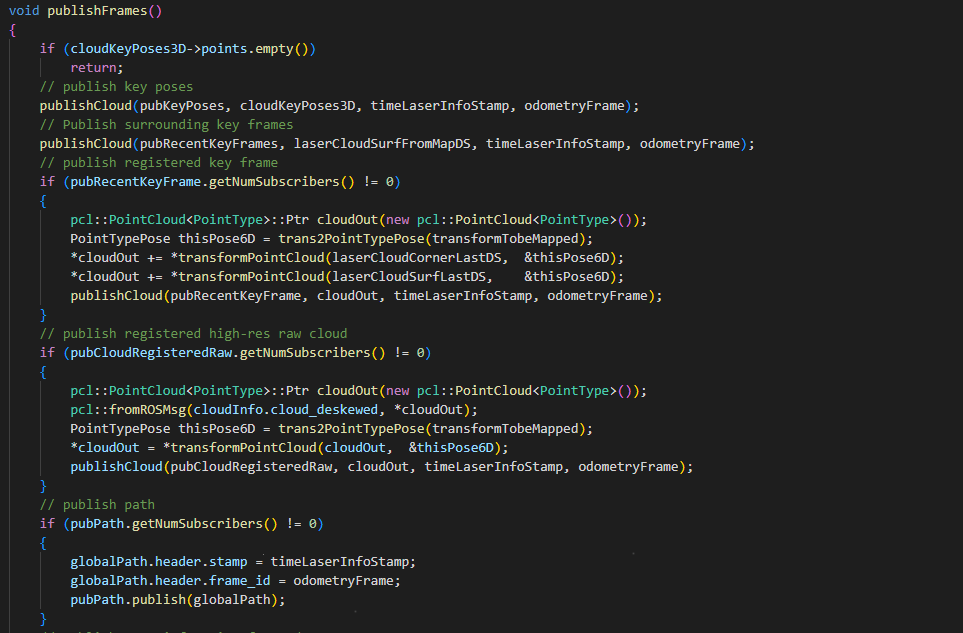 void publishFrames()
{
    if (cloudKeyPoses3D->points.empty())
        return;
    // publish key poses
    publishCloud(pubKeyPoses, cloudKeyPoses3D, timeLaserInfoStamp, odometryFrame);
    // Publish surrounding key frames
    publishCloud(pubRecentKeyFrames, laserCloudSurfFromMapDS, timeLaserInfoStamp, odometryFrame);
    // publish registered key frame
    if (pubRecentKeyFrame.getNumSubscribers() != 0)
    {
        pcl::PointCloud<PointType>::Ptr cloudOut(new pcl::PointCloud<PointType>());
        PointTypePose thisPose6D = trans2PointTypePose(transformTobeMapped);
        *cloudOut += *transformPointCloud(laserCloudCornerLastDS,  &thisPose6D);
        *cloudOut += *transformPointCloud(laserCloudSurfLastDS,    &thisPose6D);
        publishCloud(pubRecentKeyFrame, cloudOut, timeLaserInfoStamp, odometryFrame);
    }
    // publish registered high-res raw cloud
    if (pubCloudRegisteredRaw.getNumSubscribers() != 0)
    {
        pcl::PointCloud<PointType>::Ptr cloudOut(new pcl::PointCloud<PointType>());
        pcl::fromROSMsg(cloudInfo.cloud_deskewed, *cloudOut);
        PointTypePose thisPose6D = trans2PointTypePose(transformTobeMapped);
        *cloudOut = *transformPointCloud(cloudOut,  &thisPose6D);
        publishCloud(pubCloudRegisteredRaw, cloudOut, timeLaserInfoStamp, odometryFrame);
    }
    // publish path
    if (pubPath.getNumSubscribers() != 0)
    {
        globalPath.header.stamp = timeLaserInfoStamp;
        globalPath.header.frame_id = odometryFrame;
        pubPath.publish(globalPath);
    }